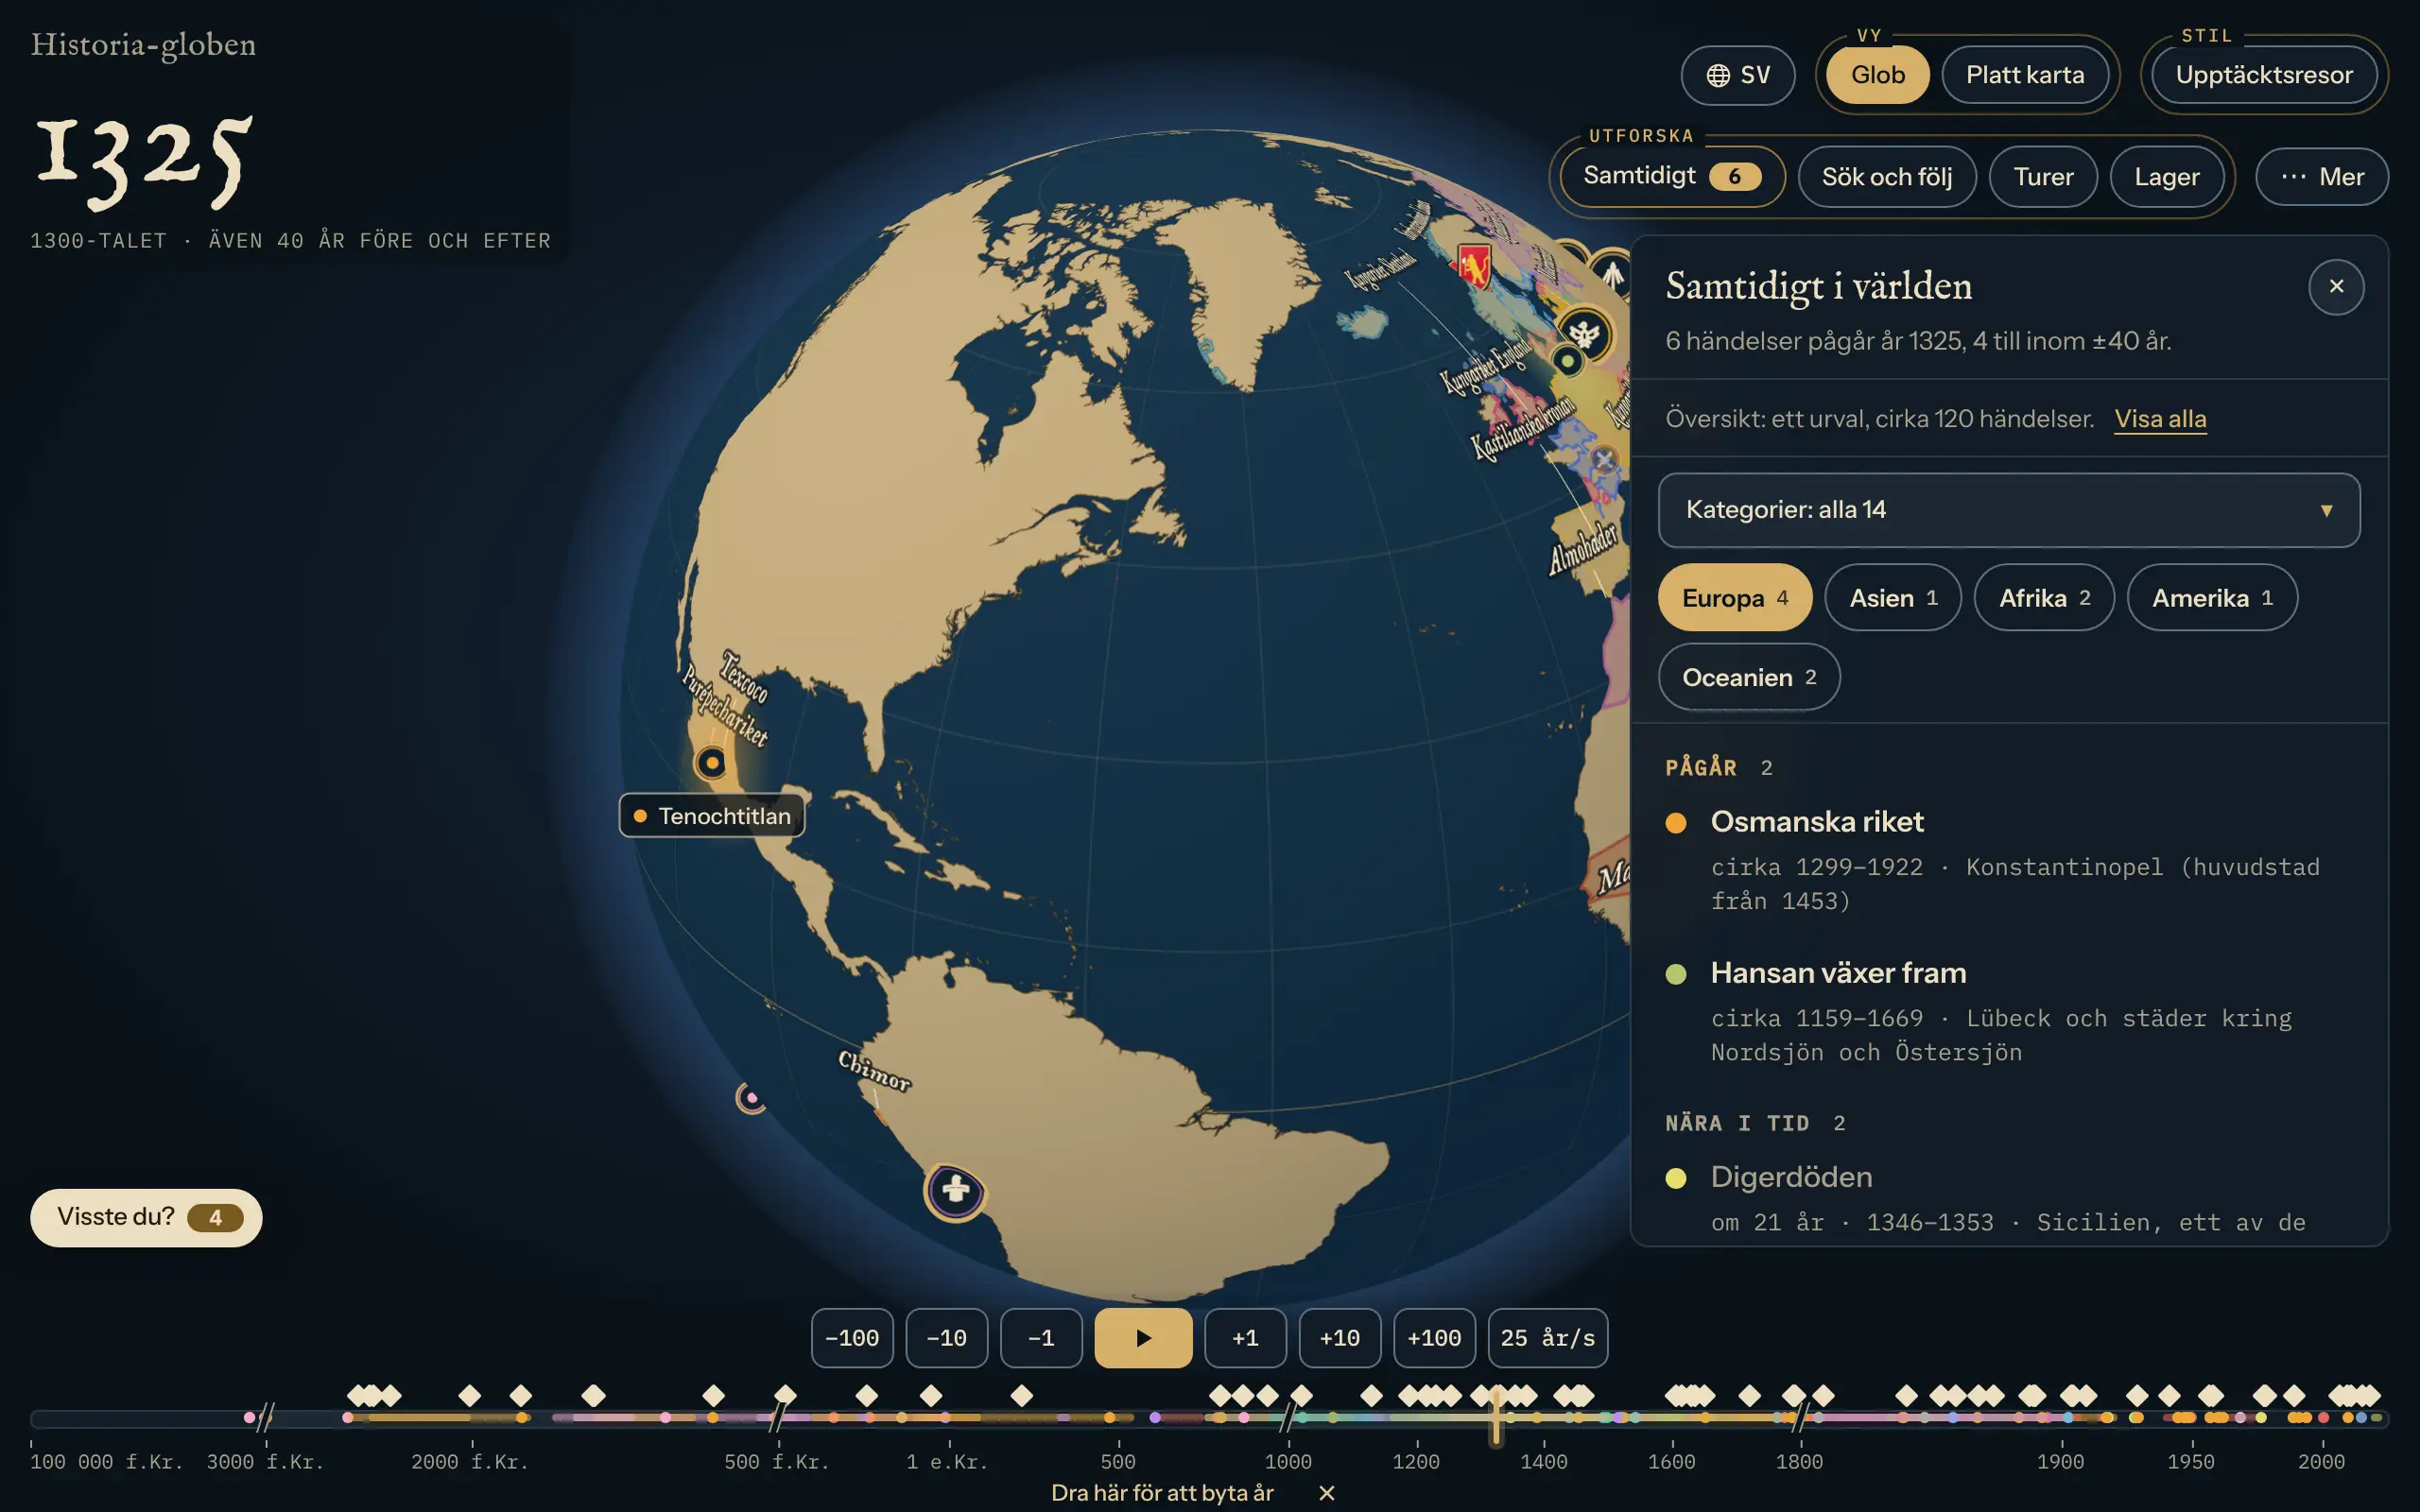 Historia-globen
1325
1300-TALET · ÄVEN 40 ÅR FÖRE OCH EFTER
SV
VY
Glob
Platt karta
STIL
Upptäcktsresor
UTFORSKA
Samtidigt 6
Sök och följ
Turer
Lager
··· Mer
Samtidigt i världen
×
6 händelser pågår år 1325, 4 till inom ±40 år.
Översikt: ett urval, cirka 120 händelser. Visa alla
Kategorier: alla 14 ▾
Europa 4
Asien 1
Afrika 2
Amerika 1
Oceanien 2
PÅGÅR 2
Osmanska riket
cirka 1299–1922 · Konstantinopel (huvudstad
från 1453)
Hansan växer fram
cirka 1159–1669 · Lübeck och städer kring
Nordsjön och Östersjön
NÄRA I TID 2
Digerdöden
om 21 år · 1346–1353 · Sicilien, ett av de
Kungariket England
Kastilianska kronan
Almohader
Texcoco
Purépechariket
Tenochtitlan
Chimor
Visste du? 4
−100
−10
−1
+1
+10
+100
25 år/s
100 000 f.Kr.
3000 f.Kr.
2000 f.Kr.
500 f.Kr.
1 e.Kr.
500
1000
1200
1400
1600
1800
1900
1950
2000
Dra här för att byta år ×